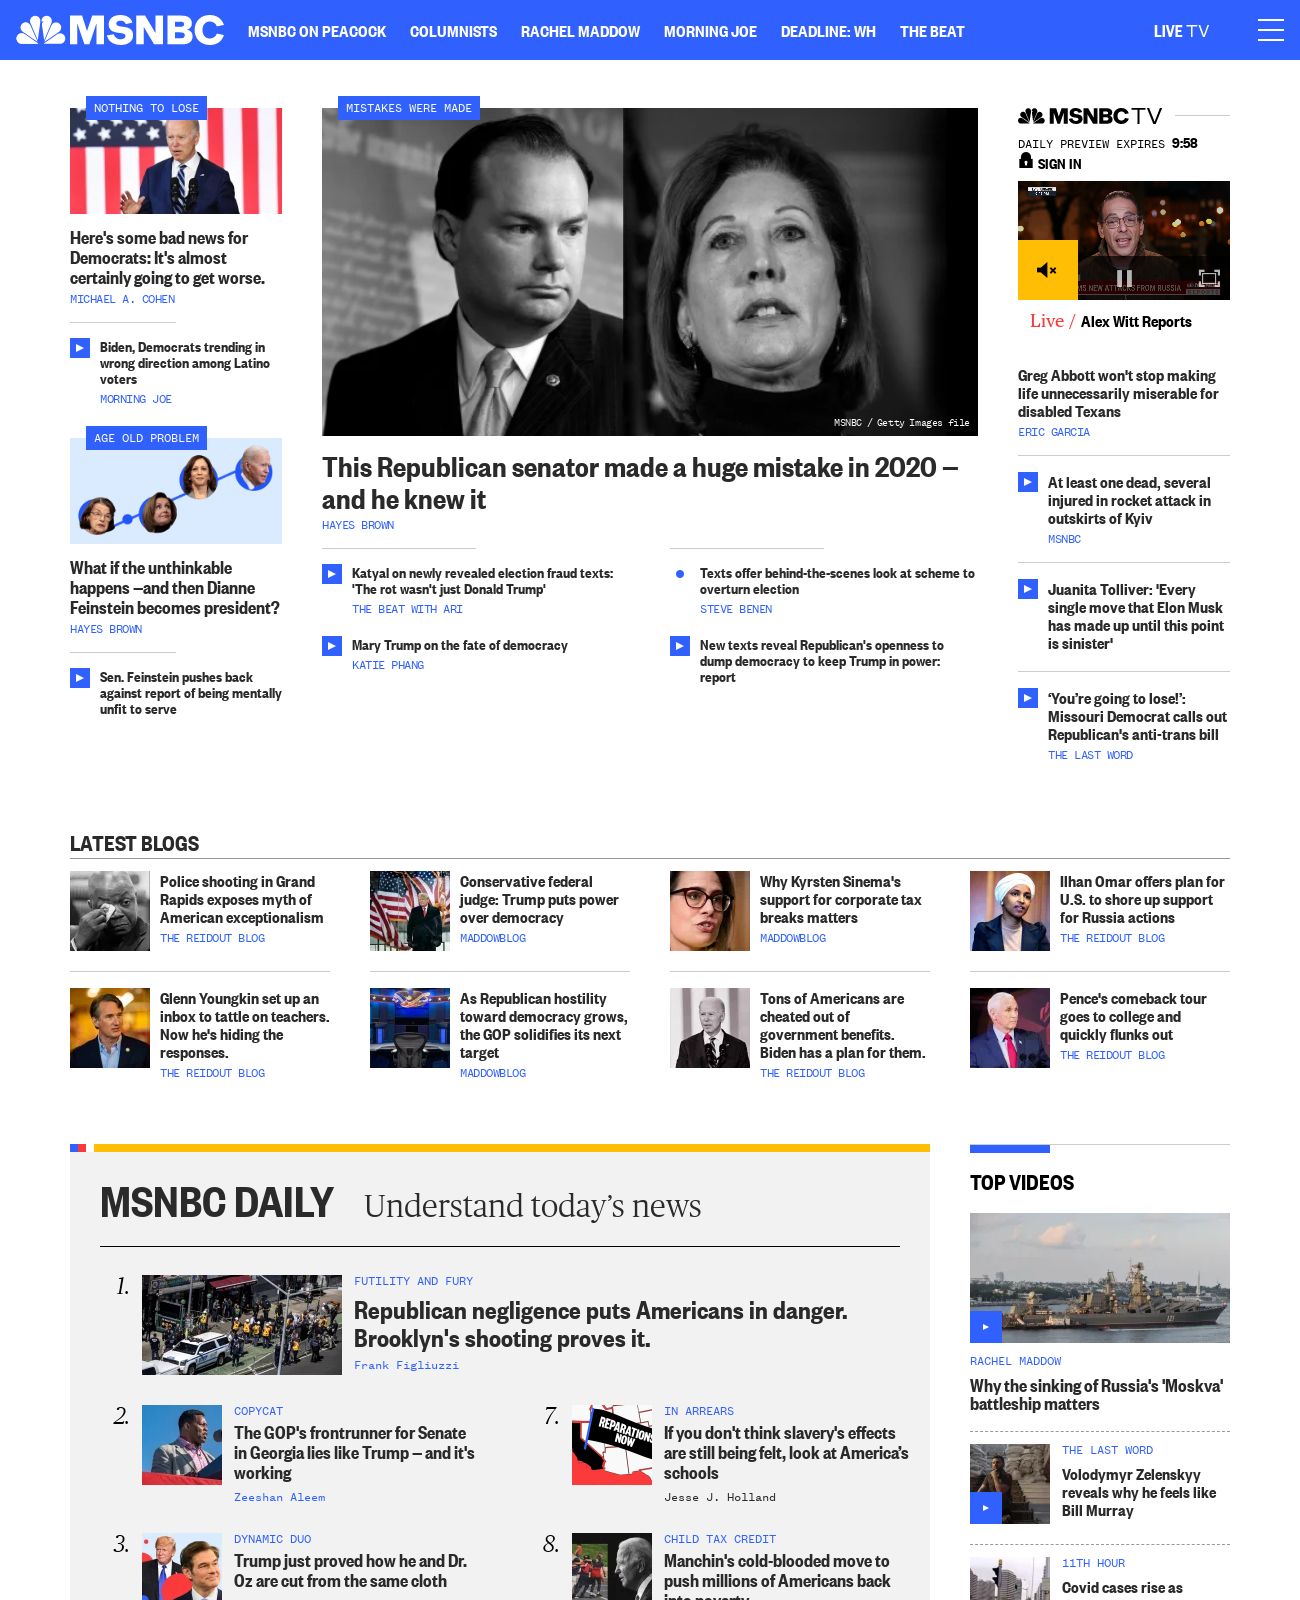 MSNBC
MSNBC ON PEACOCK
COLUMNISTS
RACHEL MADDOW
MORNING JOE
DEADLINE: WH
THE BEAT
LIVE TV
NOTHING TO LOSE
Here's some bad news for
Democrats: It's almost
certainly going to get worse.
MICHAEL A. COHEN
Biden, Democrats trending in
wrong direction among Latino
voters
MORNING JOE
AGE OLD PROBLEM
What if the unthinkable
happens —and then Dianne
Feinstein becomes president?
HAYES BROWN
Sen. Feinstein pushes back
against report of being mentally
unfit to serve
MISTAKES WERE MADE
MSNBC / Getty Images file
This Republican senator made a huge mistake in 2020 —
and he knew it
HAYES BROWN
Katyal on newly revealed election fraud texts:
'The rot wasn't just Donald Trump'
THE BEAT WITH ARI
Mary Trump on the fate of democracy
KATIE PHANG
Texts offer behind-the-scenes look at scheme to
overturn election
STEVE BENEN
New texts reveal Republican's openness to
dump democracy to keep Trump in power:
report
MSNBC TV
DAILY PREVIEW EXPIRES 9:58
SIGN IN
MS NEW ATTACKS FROM RUSSIA
REPORTS
Live / Alex Witt Reports
Greg Abbott won't stop making
life unnecessarily miserable for
disabled Texans
ERIC GARCIA
At least one dead, several
injured in rocket attack in
outskirts of Kyiv
MSNBC
Juanita Tolliver: 'Every
single move that Elon Musk
has made up until this point
is sinister'
‘You’re going to lose!’:
Missouri Democrat calls out
Republican's anti-trans bill
THE LAST WORD
LATEST BLOGS
Police shooting in Grand
Rapids exposes myth of
American exceptionalism
THE REIDOUT BLOG
Conservative federal
judge: Trump puts power
over democracy
MADDOWBLOG
Why Kyrsten Sinema's
support for corporate tax
breaks matters
MADDOWBLOG
Ilhan Omar offers plan for
U.S. to shore up support
for Russia actions
THE REIDOUT BLOG
Glenn Youngkin set up an
inbox to tattle on teachers.
Now he's hiding the
responses.
THE REIDOUT BLOG
As Republican hostility
toward democracy grows,
the GOP solidifies its next
target
MADDOWBLOG
Tons of Americans are
cheated out of
government benefits.
Biden has a plan for them.
THE REIDOUT BLOG
Pence's comeback tour
goes to college and
quickly flunks out
THE REIDOUT BLOG
MSNBC DAILY Understand today’s news
1.
FUTILITY AND FURY
Republican negligence puts Americans in danger.
Brooklyn's shooting proves it.
Frank Figliuzzi
2.
COPYCAT
The GOP's frontrunner for Senate
in Georgia lies like Trump — and it's
working
Zeeshan Aleem
3.
DYNAMIC DUO
Trump just proved how he and Dr.
Oz are cut from the same cloth
7.
REPARATIONS
NOW
IN ARREARS
If you don't think slavery's effects
are still being felt, look at America’s
schools
Jesse J. Holland
8.
CHILD TAX CREDIT
Manchin's cold-blooded move to
push millions of Americans back
into poverty
TOP VIDEOS
121
RACHEL MADDOW
Why the sinking of Russia's 'Moskva'
battleship matters
THE LAST WORD
Volodymyr Zelenskyy
reveals why he feels like
Bill Murray
11TH HOUR
Covid cases rise as